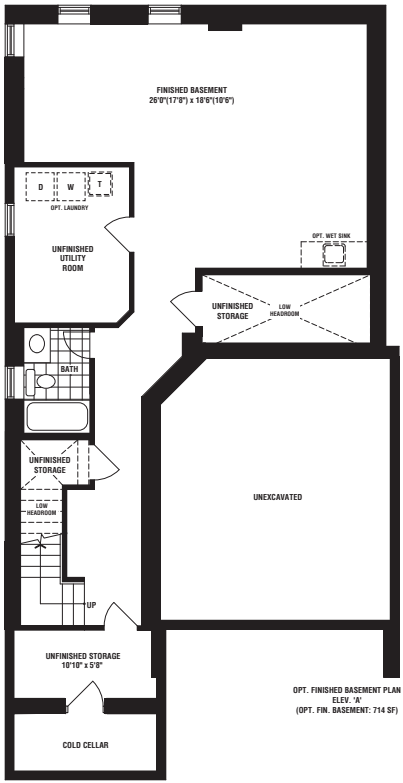 FINISHED BASEMENT
26'0"(17'8") x 18'6"(10'6")
D
W
T
OPT. LAUNDRY
UNFINISHED
UTILITY
ROOM
OPT. WET SINK
UNFINISHED
STORAGE
LOW
HEADROOM
BATH
UNFINISHED
STORAGE
LOW
HEADROOM
UNEXCAVATED
UP
UNFINISHED STORAGE
10'10" x 5'8"
OPT. FINISHED BASEMENT PLAN
ELEV. 'A'
(OPT. FIN. BASEMENT: 714 SF)
COLD CELLAR